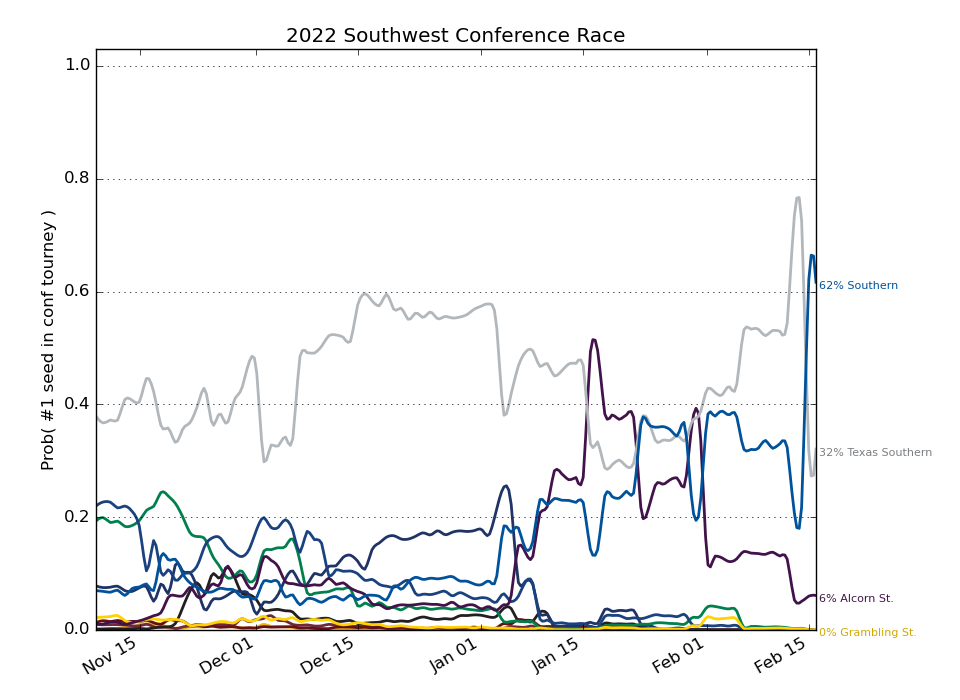 2022 Southwest Conference Race
Prob( #1 seed in conf tourney )
1.0
0.8
0.6
0.4
0.2
0.0
62% Southern
32% Texas Southern
6% Alcorn St.
0% Grambling St.
Nov 15
Dec 01
Dec 15
Jan 01
Jan 15
Feb 01
Feb 15